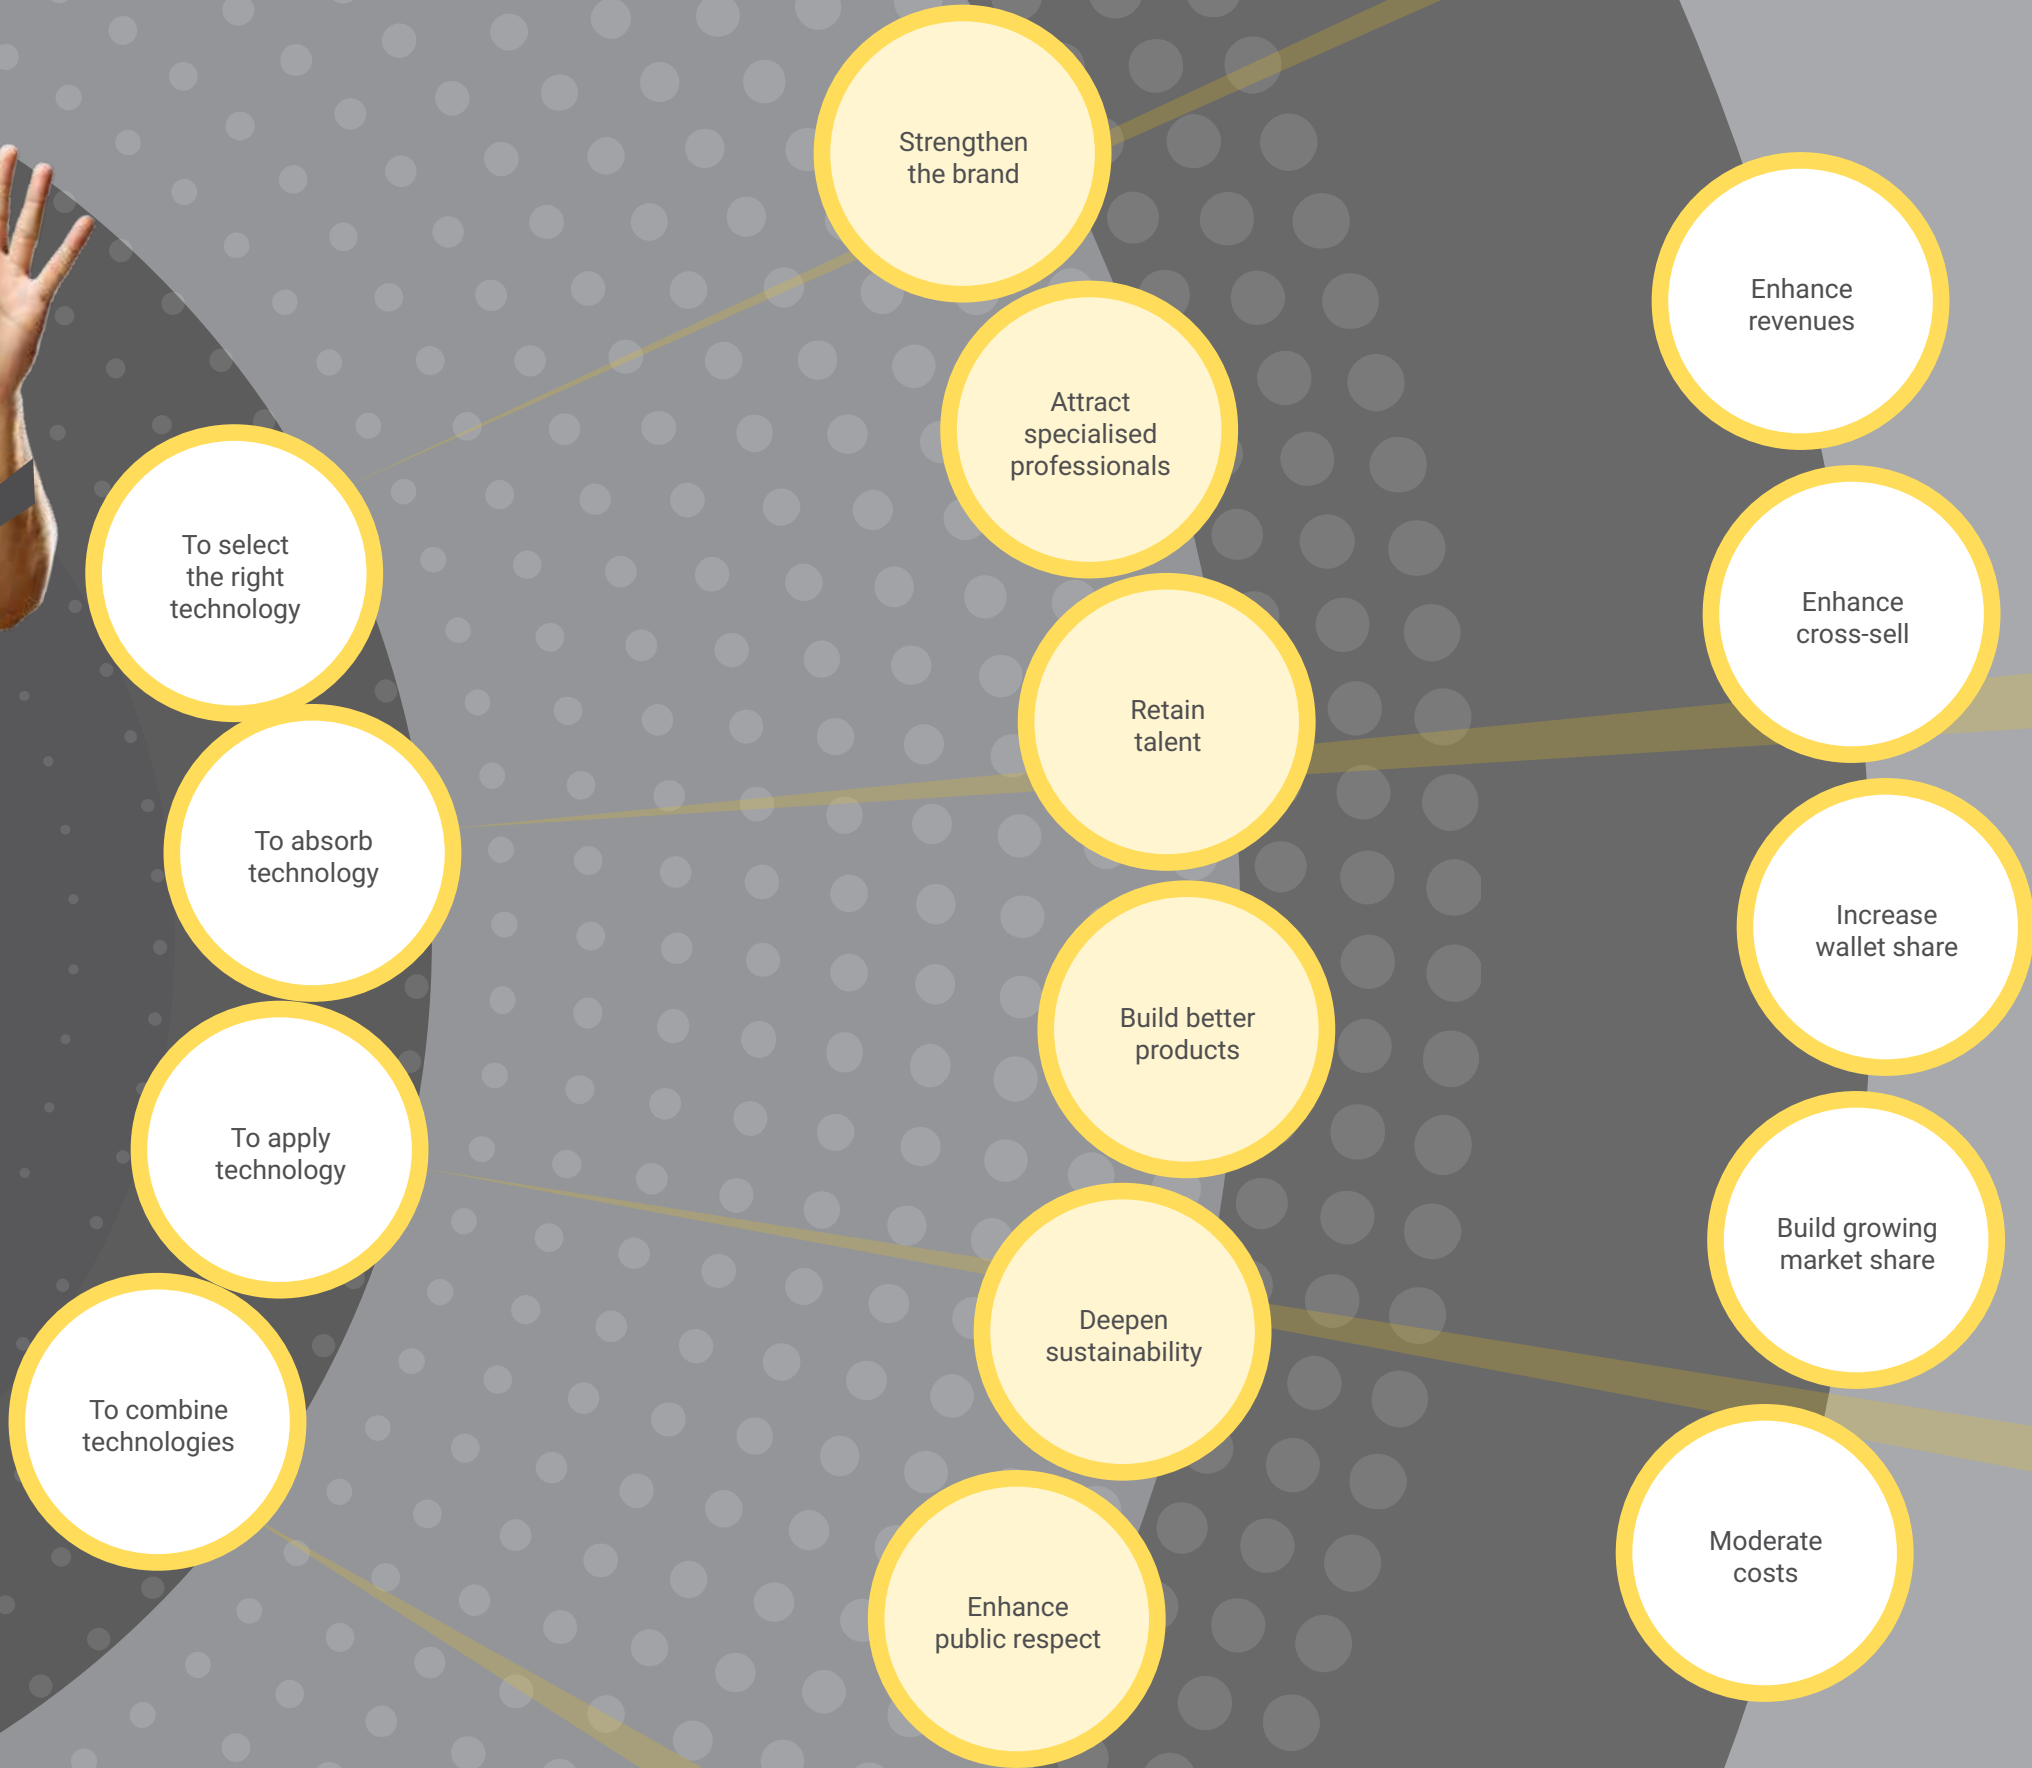 To select
the right
technology
To absorb
technology
To apply
technology
To combine
technologies
Strengthen
the brand
Attract
specialised
professionals
Retain
talent
Build better
products
Deepen
sustainability
Enhance
public respect
Enhance
revenues
Enhance
cross-sell
Increase
wallet share
Build growing
market share
Moderate
costs